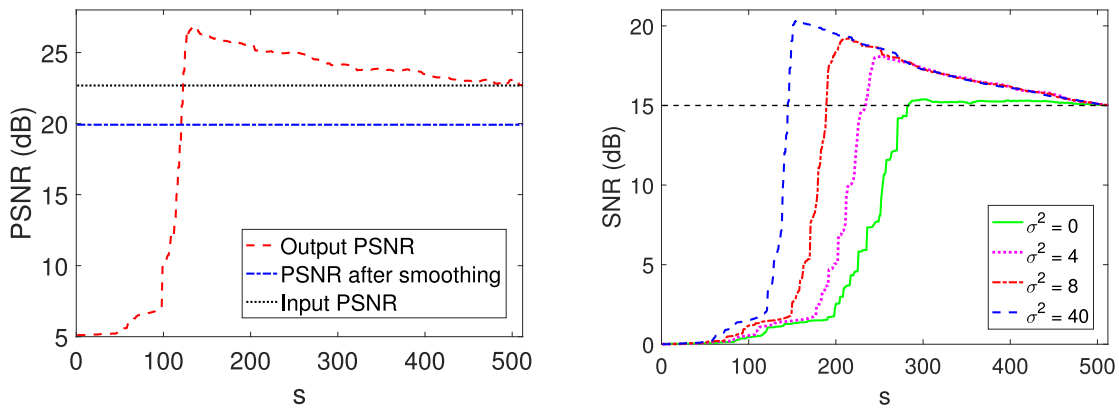 PSNR (dB)
25
20
15
10
5
0
100
200
300
400
500
s
Output PSNR
PSNR after smoothing
Input PSNR
SNR (dB)
20
15
10
5
0
0
100
200
300
400
500
s
σ² = 0
σ² = 4
σ² = 8
σ² = 40